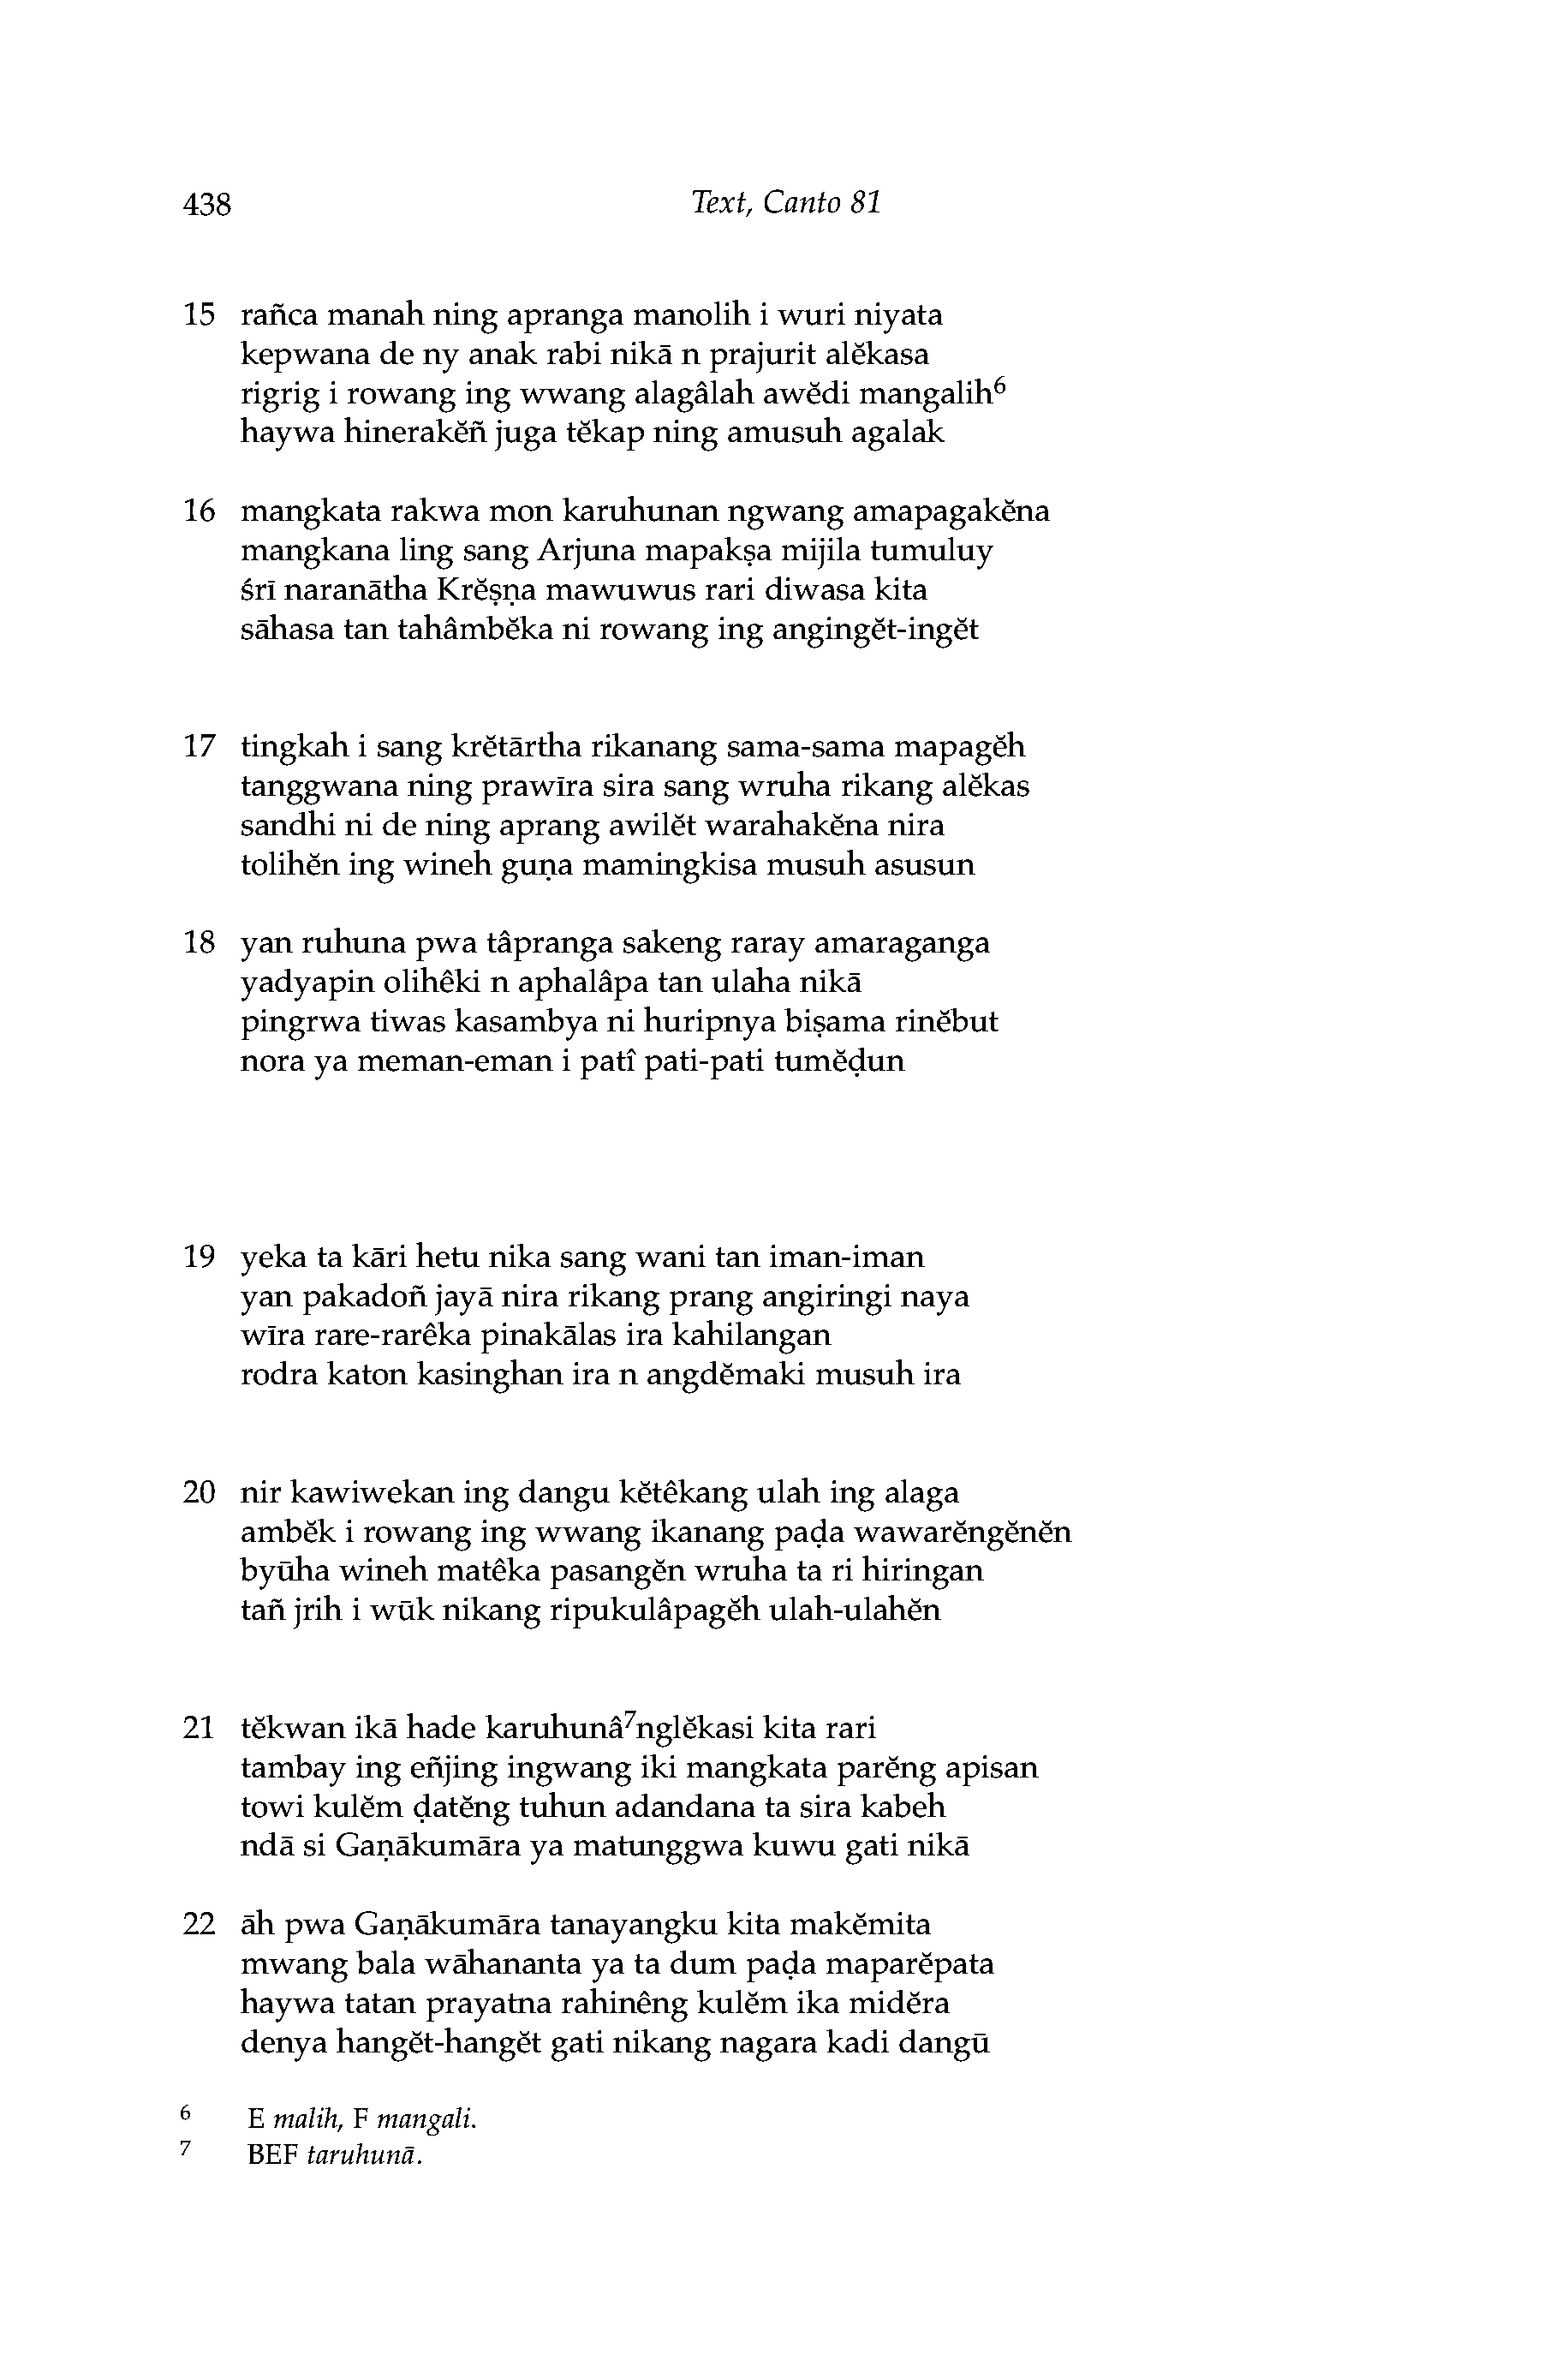 438
Text, Canto 81
15 rañca manah ning apranga manolih i wuri niyata
kepwana de ny anak rabi nikā n prajurit alĕkasa
rigrig i rowang ing wwang alagâlah awĕdi mangalih⁶
haywa hinerakĕñ juga tĕkap ning amusuh agalak
16 mangkata rakwa mon karuhunan ngwang amapagakĕna
mangkana ling sang Arjuna mapakṣa mijila tumuluy
śrī naranātha Krĕṣṇa mawuwus rari diwasa kita
sāhasa tan tahâmbĕka ni rowang ing angingĕt-ingĕt
17 tingkah i sang krĕtārtha rikanang sama-sama mapagĕh
tanggwana ning prawīra sira sang wruha rikang alĕkas
sandhi ni de ning aprang awilĕt warahakĕna nira
tolihĕn ing wineh guṇa mamingkisa musuh asusun
18 yan ruhuna pwa tâpranga sakeng raray amaraganga
yadyapin olihêki n aphalâpa tan ulaha nikā
pingrwa tiwas kasambya ni huripnya biṣama rinĕbut
nora ya meman-eman i patî pati-pati tumĕḍun
19 yeka ta kāri hetu nika sang wani tan iman-iman
yan pakadoñ jayā nira rikang prang angiringi naya
wīra rare-rarêka pinakālas ira kahilangan
rodra katon kasinghan ira n angdĕmaki musuh ira
20 nir kawiwekan ing dangu kĕtêkang ulah ing alaga
ambĕk i rowang ing wwang ikanang paḍa wawarĕngĕnĕn
byūha wineh matêka pasangĕn wruha ta ri hiringan
tañ jrih i wūk nikang ripukulâpagĕh ulah-ulahĕn
21 tĕkwan ikā hade karuhunâ⁷nglĕkasi kita rari
tambay ing eñjing ingwang iki mangkata parĕng apisan
towi kulĕm ḍatĕng tuhun adandana ta sira kabeh
ndā si Gaṇākumāra ya matunggwa kuwu gati nikā
22 āh pwa Gaṇākumāra tanayangku kita makĕmita
mwang bala wāhananta ya ta dum paḍa maparĕpata
haywa tatan prayatna rahinêng kulĕm ika midĕra
denya hangĕt-hangĕt gati nikang nagara kadi dangū
⁶ E malih, F mangali.
⁷ BEF taruhunā.